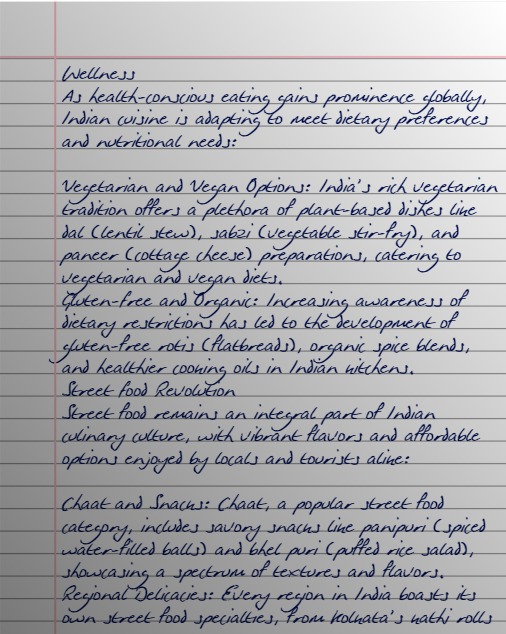 Wellness
As health-conscious eating gains prominence globally,
Indian cuisine is adapting to meet dietary preferences
and nutritional needs:
Vegetarian and Vegan Options: India's rich vegetarian
tradition offers a plethora of plant-based dishes like
dal (lentil stew), sabzi (vegetable stir-fry), and
paneer (cottage cheese) preparations, catering to
vegetarian and vegan diets.
Gluten-free and Organic: Increasing awareness of
dietary restrictions has led to the development of
gluten-free rotis (flatbreads), organic spice blends,
and healthier cooking oils in Indian kitchens.
Street Food Revolution
Street food remains an integral part of Indian
culinary culture, with vibrant flavors and affordable
options enjoyed by locals and tourists alike:
Chaat and Snacks: Chaat, a popular street food
category, includes savory snacks like panipuri (spiced
water-filled balls) and bhel puri (puffed rice salad),
showcasing a spectrum of textures and flavors.
Regional Delicacies: Every region in India boasts its
own street food specialties, from Kolkata's kathi rolls